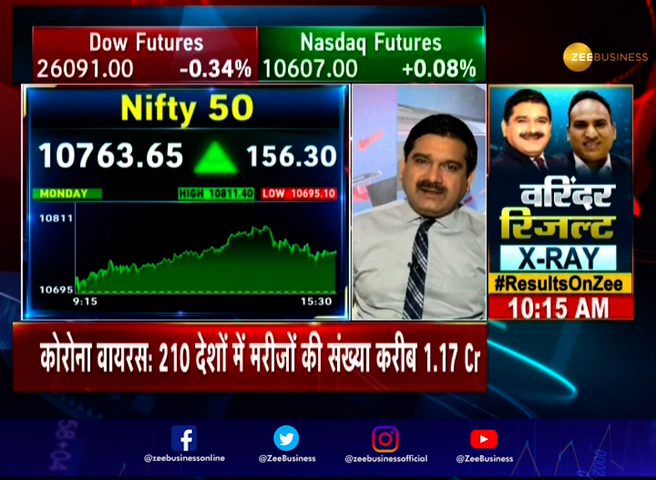 Dow Futures
26091.00 -0.34%
Nasdaq Futures
10607.00 +0.08%
ZEEBUSINESS
Nifty 50
10763.65 156.30
MONDAY HIGH 10811.40 LOW 10695.10
10811
10695
9:15 15:30
वरिंदर
रिजल्ट
X-RAY
#ResultsOnZee
10:15 AM
कोरोना वायरस: 210 देशों में मरीजों की संख्या करीब 1.17 Cr
@zeebusinessonline
@ZeeBusiness
@zeebusinessofficial
@ZeeBusiness